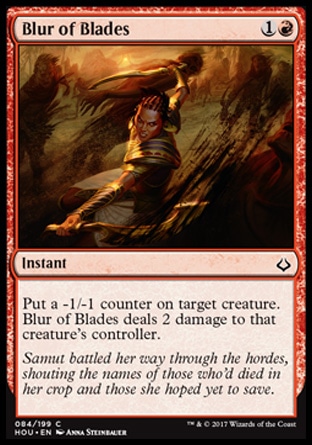 Blur of Blades 1
Instant
Put a -1/-1 counter on target creature.
Blur of Blades deals 2 damage to that
creature's controller.
Samut battled her way through the hordes,
shouting the names of those who'd died in
her crop and those she hoped yet to save.
084/199 C
HOU • EN Anna Steinbauer
™ & © 2017 Wizards of the Coast